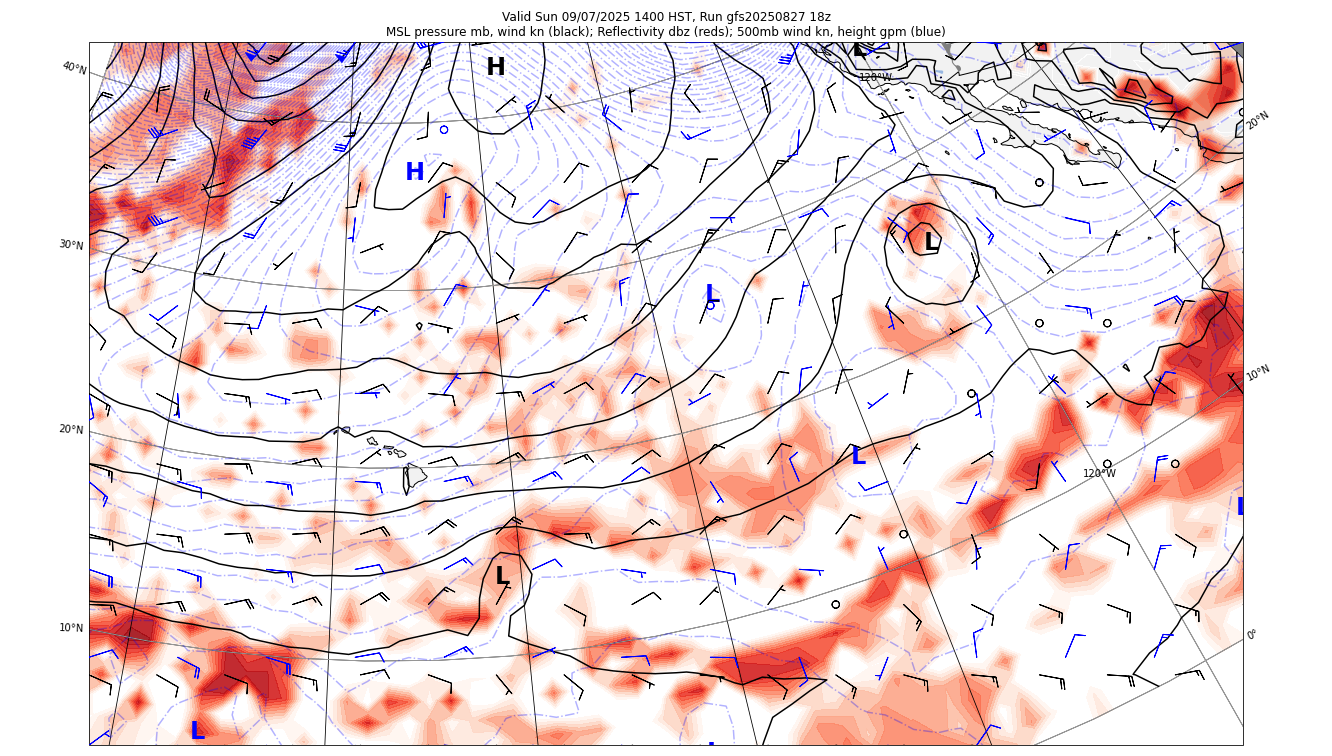 Valid Sun 09/07/2025 1400 HST, Run gfs20250827 18z
MSL pressure mb, wind kn (black); Reflectivity dbz (reds); 500mb wind kn, height gpm (blue)
L
H
40°N
120°W
20°N
H
L
30°N
L
10°N
20°N
L
120°W
L
L
10°N
0°
L
L